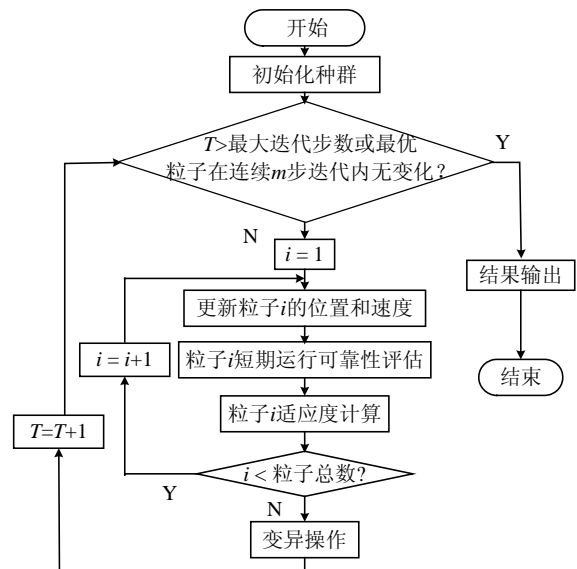 开始
初始化种群
T>最大迭代步数或最优
粒子在连续m步迭代内无变化?
Y
N
i = 1
结果输出
更新粒子i的位置和速度
i = i+1
粒子i短期运行可靠性评估
结束
粒子i适应度计算
T=T+1
i < 粒子总数?
Y
N
变异操作